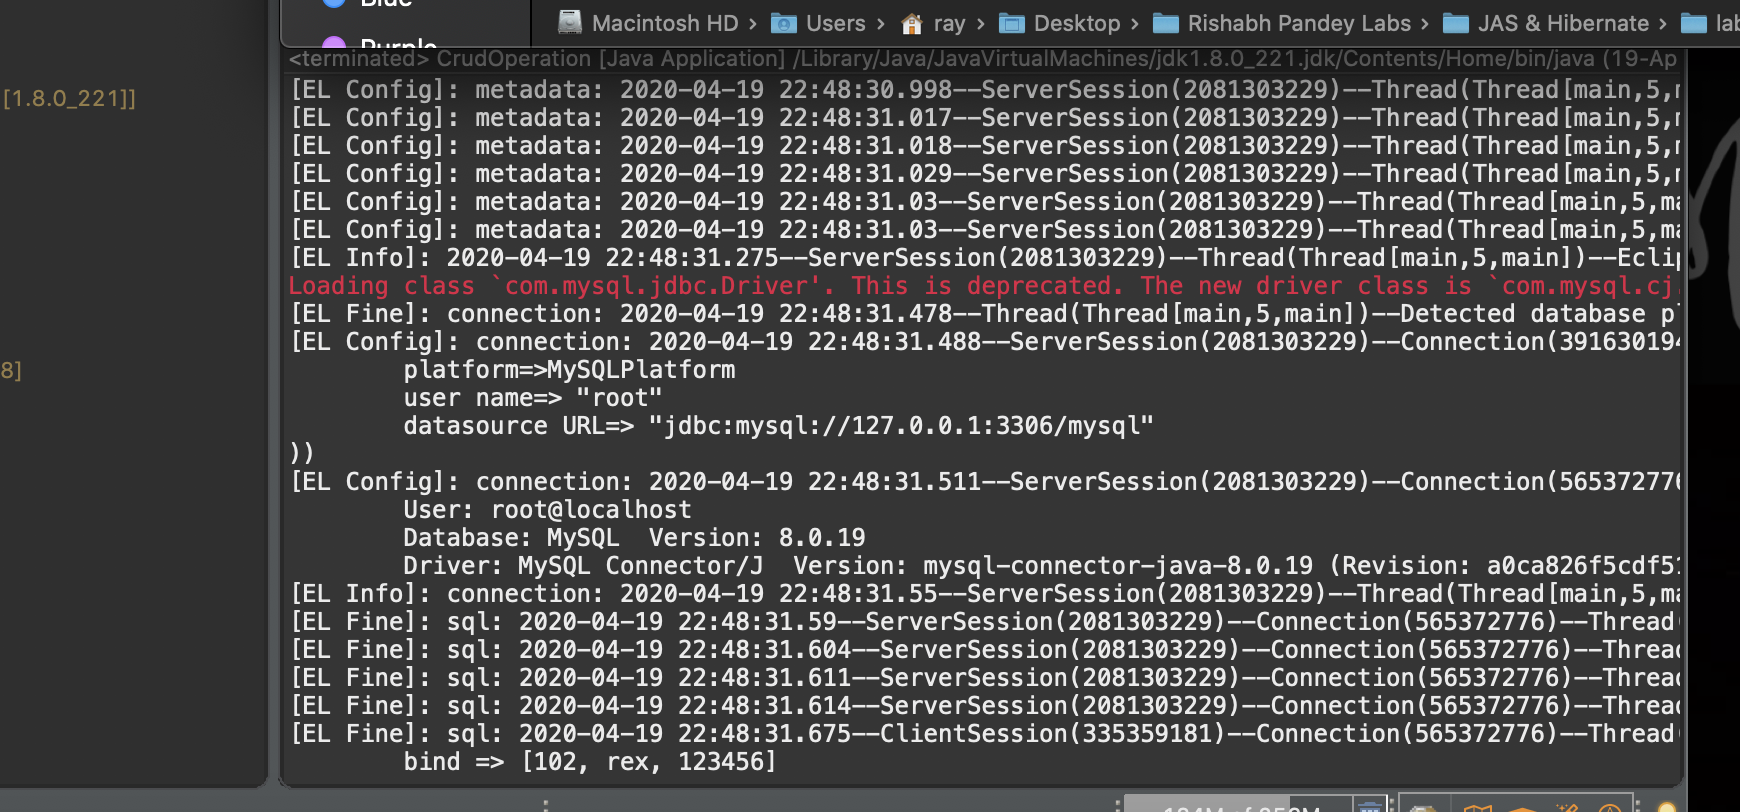 Blue
Purple
Macintosh HD › Users › ray › Desktop › Rishabh Pandey Labs › JAS & Hibernate ›
<terminated> CrudOperation [Java Application] /Library/Java/JavaVirtualMachines/jdk1.8.0_221.jdk/Contents/Home/bin/java (19-Ap
[1.8.0_221]]
[EL Config]: metadata: 2020-04-19 22:48:30.998--ServerSession(2081303229)--Thread(Thread[main,5,
[EL Config]: metadata: 2020-04-19 22:48:31.017--ServerSession(2081303229)--Thread(Thread[main,5,
[EL Config]: metadata: 2020-04-19 22:48:31.018--ServerSession(2081303229)--Thread(Thread[main,5,
[EL Config]: metadata: 2020-04-19 22:48:31.029--ServerSession(2081303229)--Thread(Thread[main,5,
[EL Config]: metadata: 2020-04-19 22:48:31.03--ServerSession(2081303229)--Thread(Thread[main,5,ma
[EL Config]: metadata: 2020-04-19 22:48:31.03--ServerSession(2081303229)--Thread(Thread[main,5,ma
[EL Info]: 2020-04-19 22:48:31.275--ServerSession(2081303229)--Thread(Thread[main,5,main])--Eclip
Loading class `com.mysql.jdbc.Driver'. This is deprecated. The new driver class is `com.mysql.cj
[EL Fine]: connection: 2020-04-19 22:48:31.478--Thread(Thread[main,5,main])--Detected database p
[EL Config]: connection: 2020-04-19 22:48:31.488--ServerSession(2081303229)--Connection(391630194
platform=>MySQLPlatform
8]
user name=> "root"
datasource URL=> "jdbc:mysql://127.0.0.1:3306/mysql"
))
[EL Config]: connection: 2020-04-19 22:48:31.511--ServerSession(2081303229)--Connection(565372776
User: root@localhost
Database: MySQL  Version: 8.0.19
Driver: MySQL Connector/J  Version: mysql-connector-java-8.0.19 (Revision: a0ca826f5cdf51
[EL Info]: connection: 2020-04-19 22:48:31.55--ServerSession(2081303229)--Thread(Thread[main,5,ma
[EL Fine]: sql: 2020-04-19 22:48:31.59--ServerSession(2081303229)--Connection(565372776)--Thread
[EL Fine]: sql: 2020-04-19 22:48:31.604--ServerSession(2081303229)--Connection(565372776)--Thread
[EL Fine]: sql: 2020-04-19 22:48:31.611--ServerSession(2081303229)--Connection(565372776)--Thread
[EL Fine]: sql: 2020-04-19 22:48:31.614--ServerSession(2081303229)--Connection(565372776)--Thread
[EL Fine]: sql: 2020-04-19 22:48:31.675--ClientSession(335359181)--Connection(565372776)--Thread
bind => [102, rex, 123456]